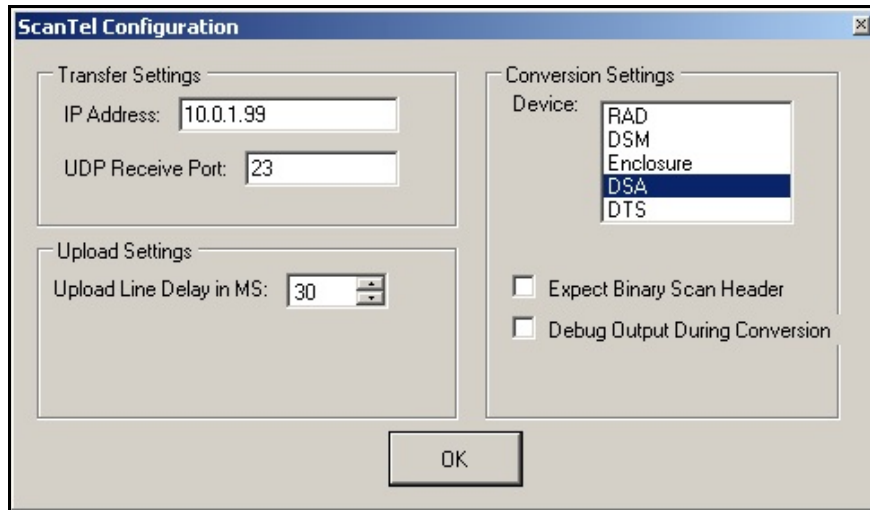 ScanTel Configuration
Transfer Settings
IP Address: 10.0.1.99
UDP Receive Port: 23
Upload Settings
Upload Line Delay in MS: 30
Conversion Settings
Device:
RAD
DSM
Enclosure
DSA
DTS
Expect Binary Scan Header
Debug Output During Conversion
OK